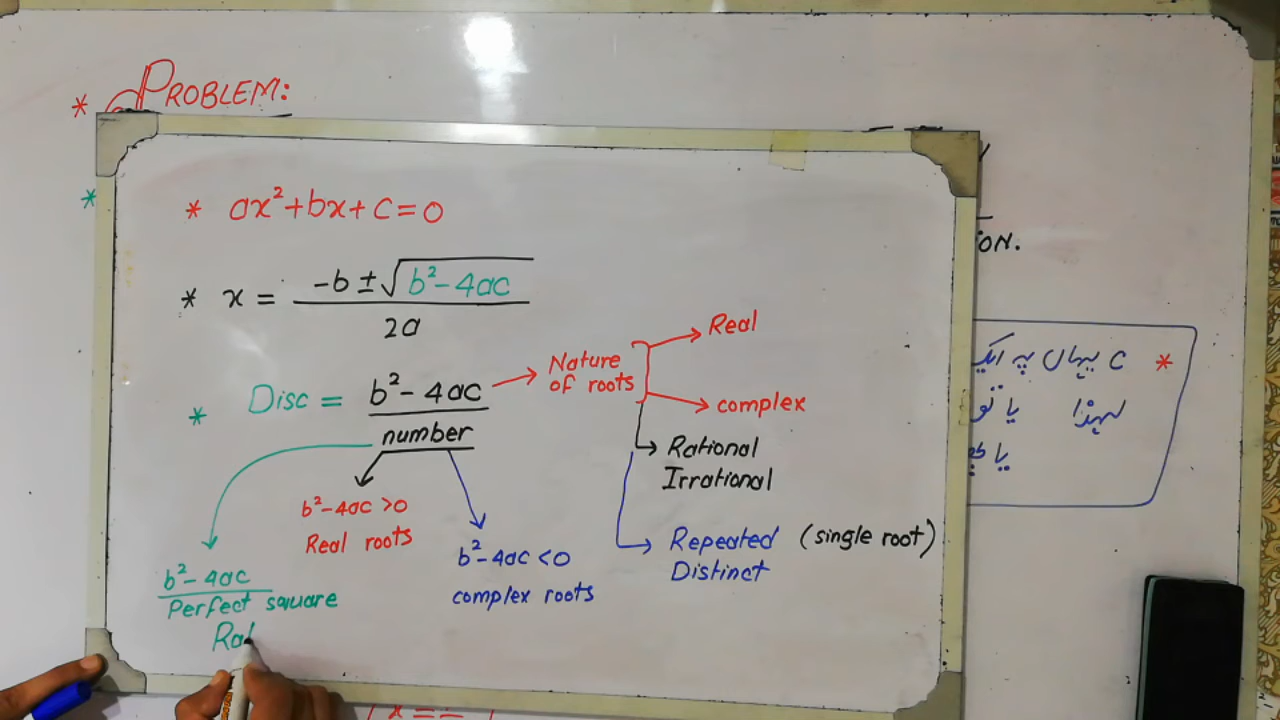 * PROBLEM:
*
* ax²+bx+c=0
* x = -b ± √b²-4ac
2a
* Disc = b²-4ac
number
Nature
of roots
Real
complex
Rational
Irrational
Repeated (single root)
Distinct
b²-4ac >0
Real roots
b²-4ac <0
complex roots
b²-4ac
Perfect square
Rat
ON.
* C یہاں پہ ایک
لہذا یا تو
یا
x =